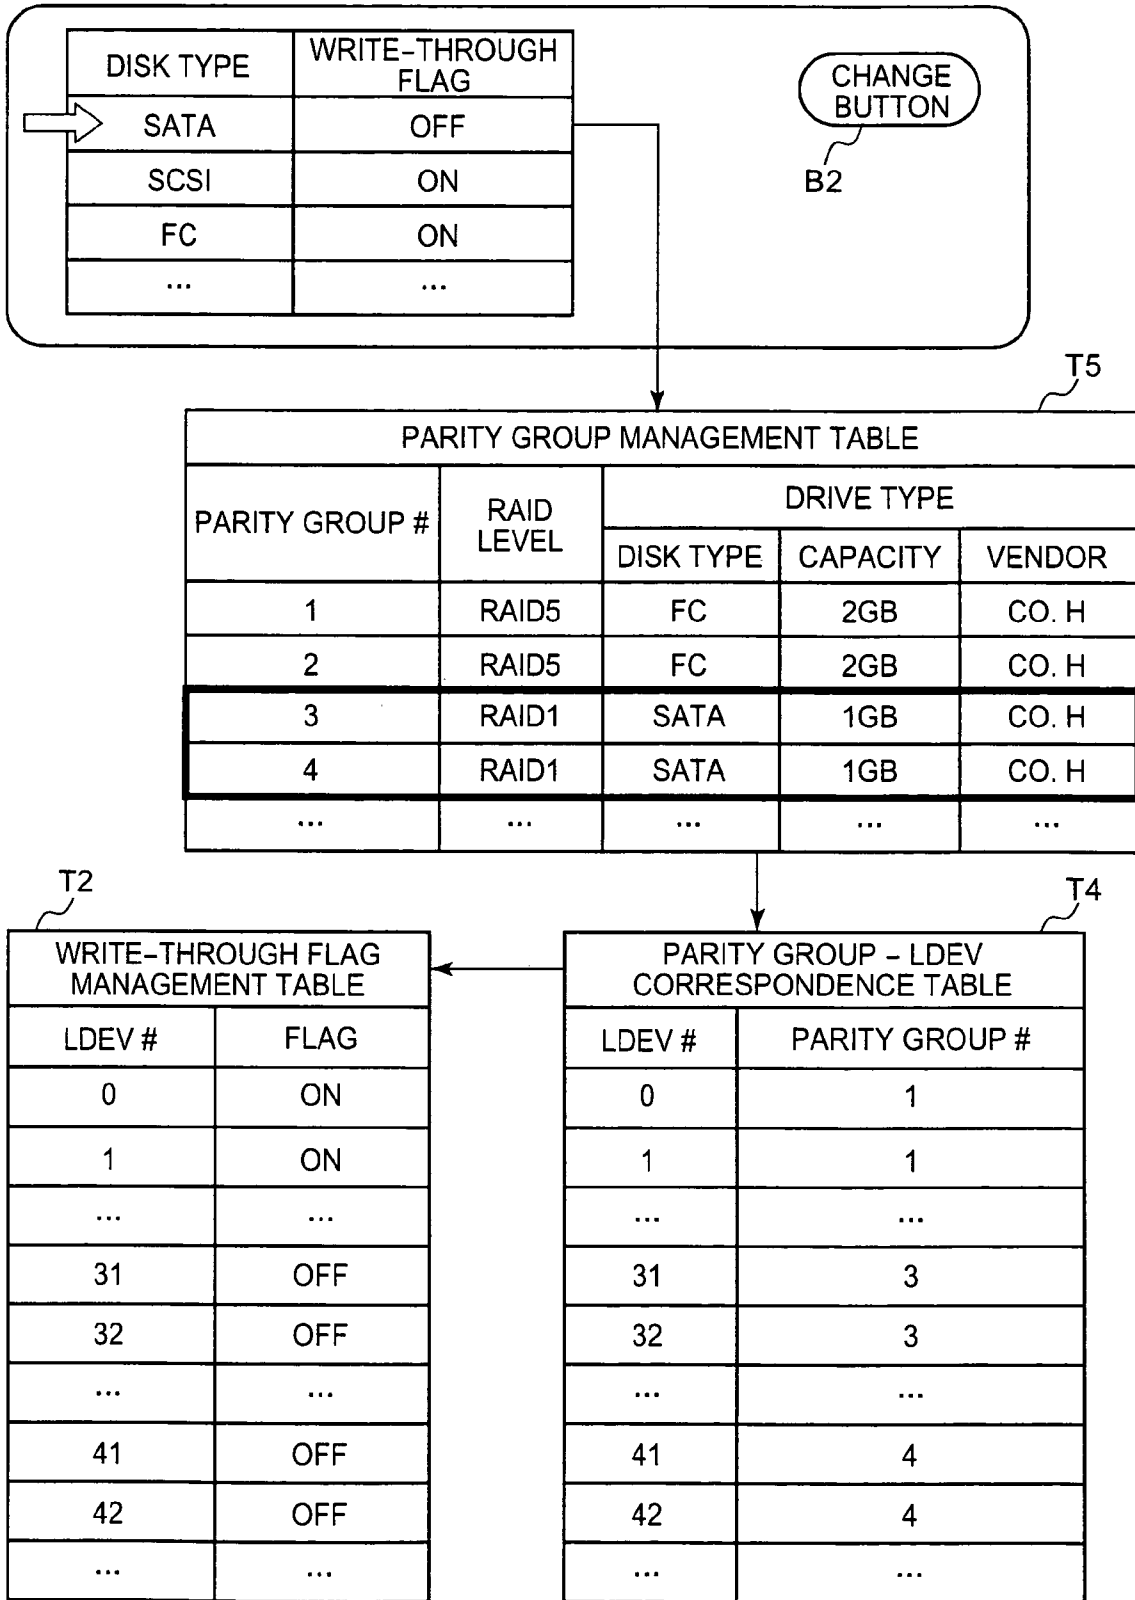 DISK TYPE WRITE-THROUGH FLAG
SATA OFF
SCSI ON
FC ON
... ...
CHANGE
BUTTON
B2
T5
PARITY GROUP MANAGEMENT TABLE
PARITY GROUP # RAID LEVEL DRIVE TYPE
DISK TYPE CAPACITY VENDOR
1 RAID5 FC 2GB CO. H
2 RAID5 FC 2GB CO. H
3 RAID1 SATA 1GB CO. H
4 RAID1 SATA 1GB CO. H
... ... ... ... ...
T2
WRITE-THROUGH FLAG
MANAGEMENT TABLE
LDEV # FLAG
0 ON
1 ON
... ...
31 OFF
32 OFF
... ...
41 OFF
42 OFF
... ...
T4
PARITY GROUP - LDEV
CORRESPONDENCE TABLE
LDEV # PARITY GROUP #
0 1
1 1
... ...
31 3
32 3
... ...
41 4
42 4
... ...